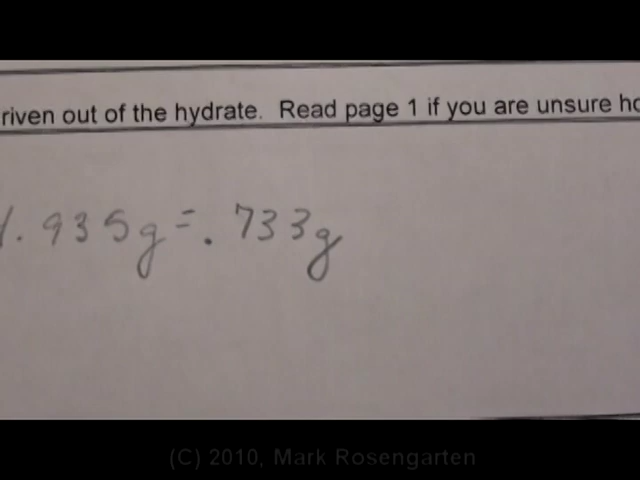 riven out of the hydrate. Read page 1 if you are unsure ho
1.935g = .733g
(C) 2010, Mark Rosengarten